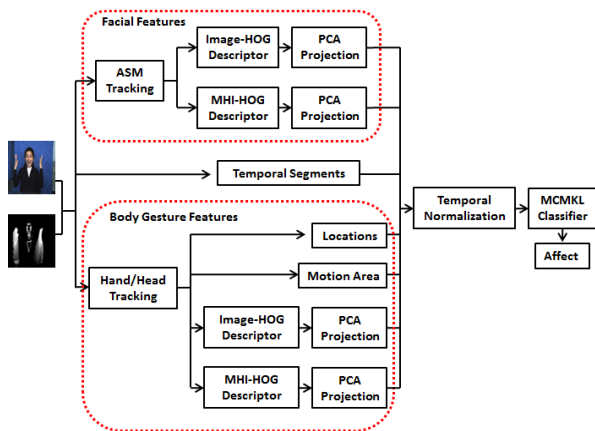 Facial Features
ASM
Tracking
Image-HOG
Descriptor
PCA
Projection
MHI-HOG
Descriptor
PCA
Projection
Temporal Segments
Temporal
Normalization
MCMKL
Classifier
Affect
Body Gesture Features
Hand/Head
Tracking
Locations
Motion Area
Image-HOG
Descriptor
PCA
Projection
MHI-HOG
Descriptor
PCA
Projection